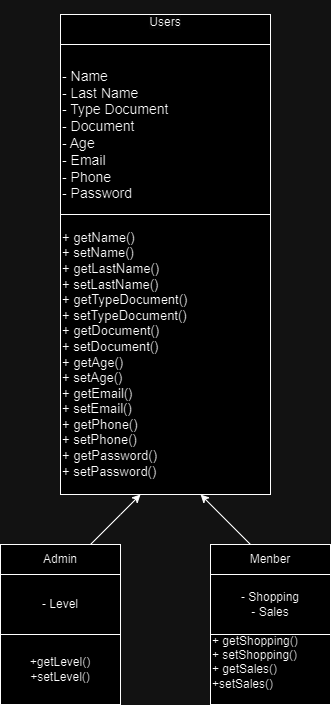 Users
- Name
- Last Name
- Type Document
- Document
- Age
- Email
- Phone
- Password
+ getName()
+ setName()
+ getLastName()
+ setLastName()
+ getTypeDocument()
+ setTypeDocument()
+ getDocument()
+ setDocument()
+ getAge()
+ setAge()
+ getEmail()
+ setEmail()
+ getPhone()
+ setPhone()
+ getPassword()
+ setPassword()
Admin
- Level
+getLevel()
+setLevel()
Menber
- Shopping
- Sales
+ getShopping()
+ setShopping()
+ getSales()
+setSales()